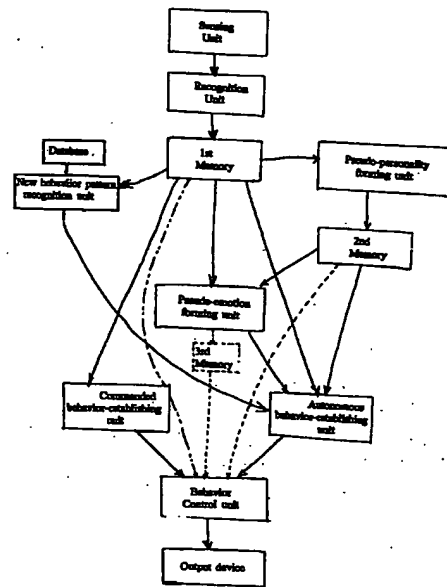 Sensing
Unit
Recognition
Unit
Database
1st
Memory
Pseudo-personality
forming unit
New behavior pattern
recognition unit
2nd
Memory
Pseudo-emotion
forming unit
3rd
Memory
Commanded
behavior-establishing
unit
Autonomous
behavior-establishing
unit
Behavior
Control unit
Output device